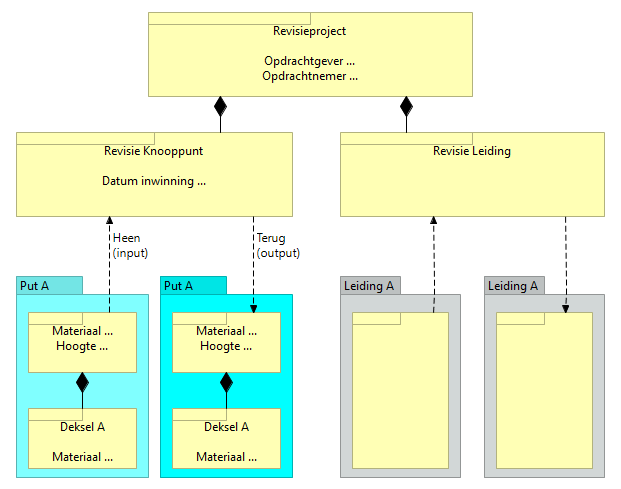 Revisieproject
Opdrachtgever ...
Opdrachtnemer ...
Revisie Knooppunt
Datum inwinning ...
Revisie Leiding
Heen
(input)
Terug
(output)
Put A
Materiaal ...
Hoogte ...
Deksel A
Materiaal ...
Put A
Materiaal ...
Hoogte ...
Deksel A
Materiaal ...
Leiding A
Leiding A